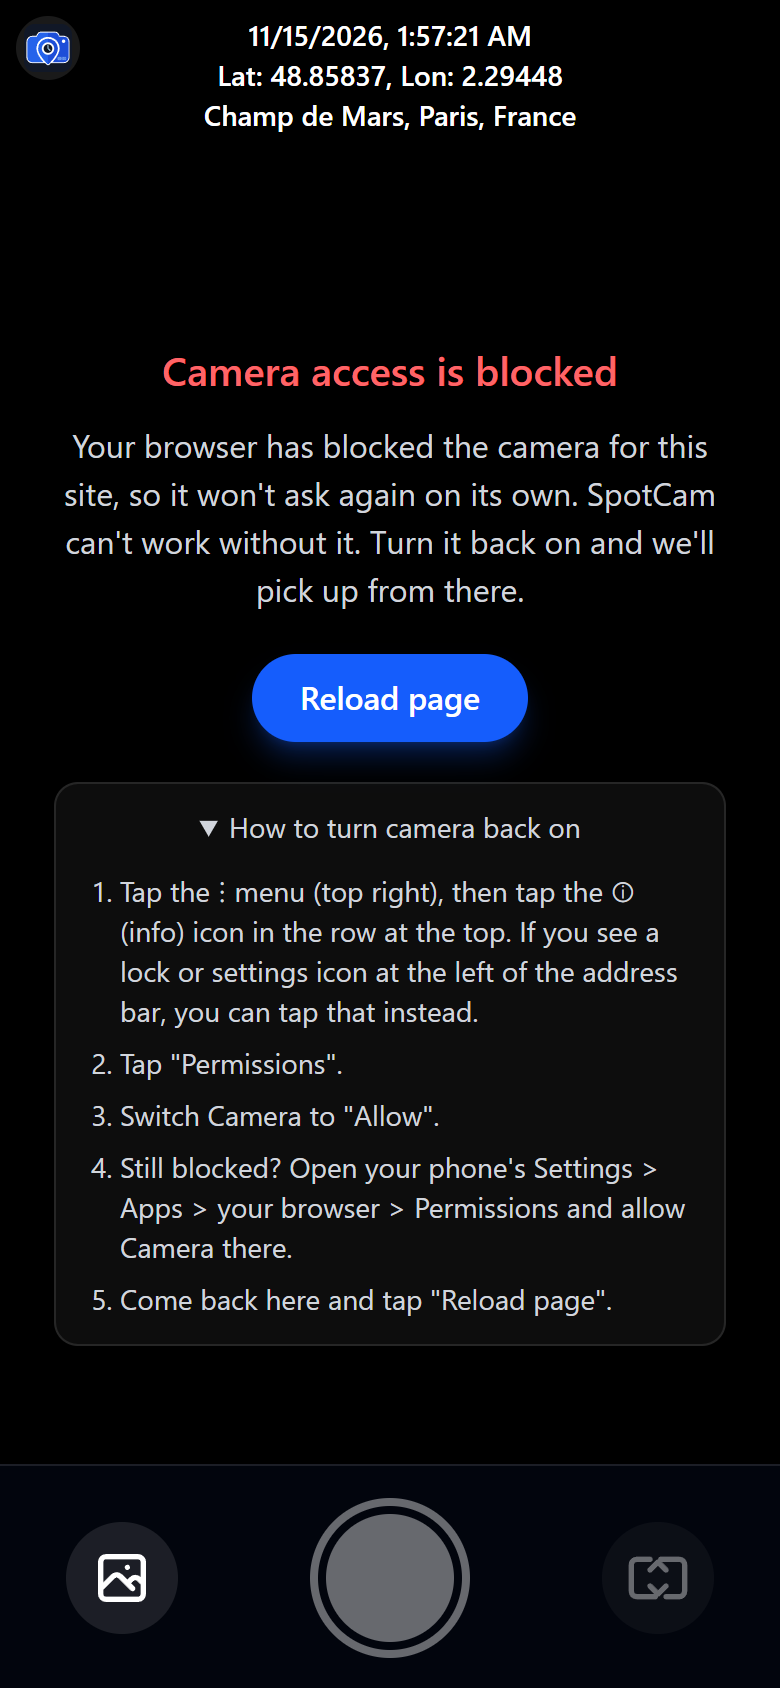 11/15/2026, 1:57:21 AM
Lat: 48.85837, Lon: 2.29448
Champ de Mars, Paris, France
Camera access is blocked
Your browser has blocked the camera for this
site, so it won't ask again on its own. SpotCam
can't work without it. Turn it back on and we'll
pick up from there.
Reload page
▼ How to turn camera back on
1. Tap the ⋮ menu (top right), then tap the ⓘ
(info) icon in the row at the top. If you see a
lock or settings icon at the left of the address
bar, you can tap that instead.
2. Tap "Permissions".
3. Switch Camera to "Allow".
4. Still blocked? Open your phone's Settings >
Apps > your browser > Permissions and allow
Camera there.
5. Come back here and tap "Reload page".